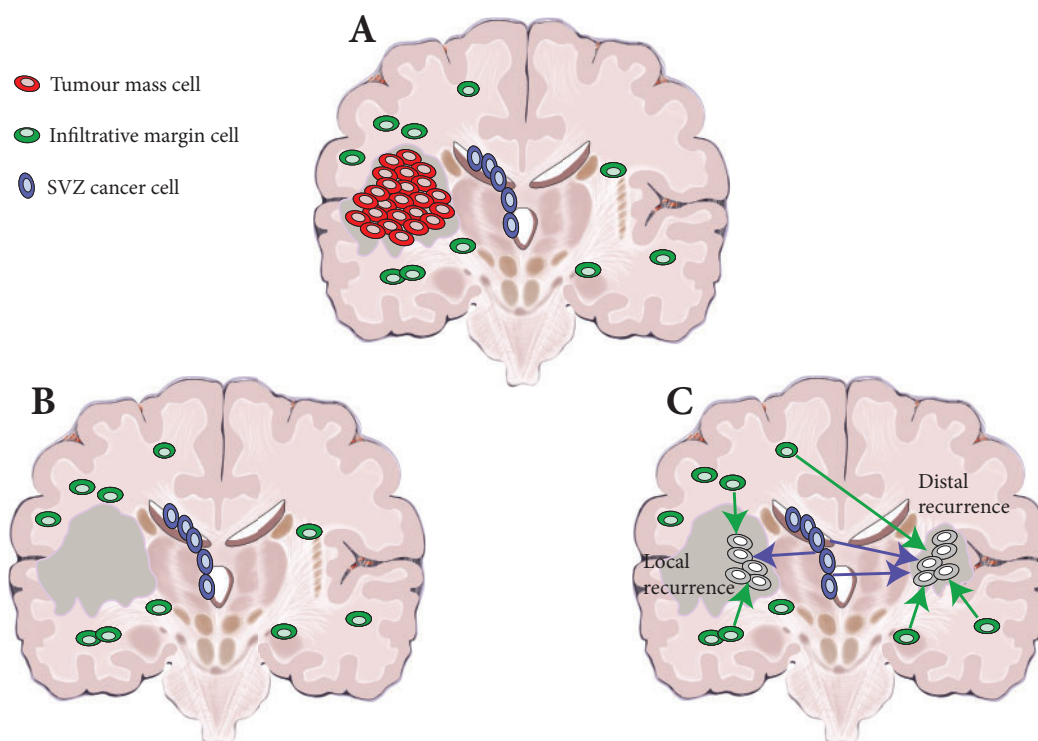 A
Tumour mass cell
Infiltrative margin cell
SVZ cancer cell
B
C
Distal
recurrence
Local
recurrence